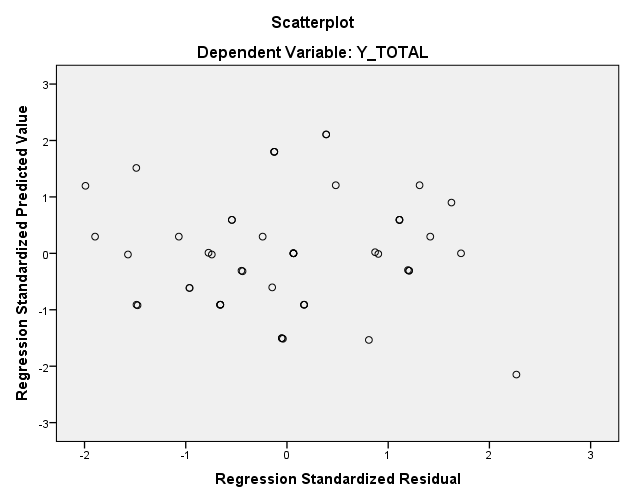 Scatterplot
Dependent Variable: Y_TOTAL
Regression Standardized Predicted Value
3
2
1
0
-1
-2
-3
-2 -1 0 1 2 3
Regression Standardized Residual